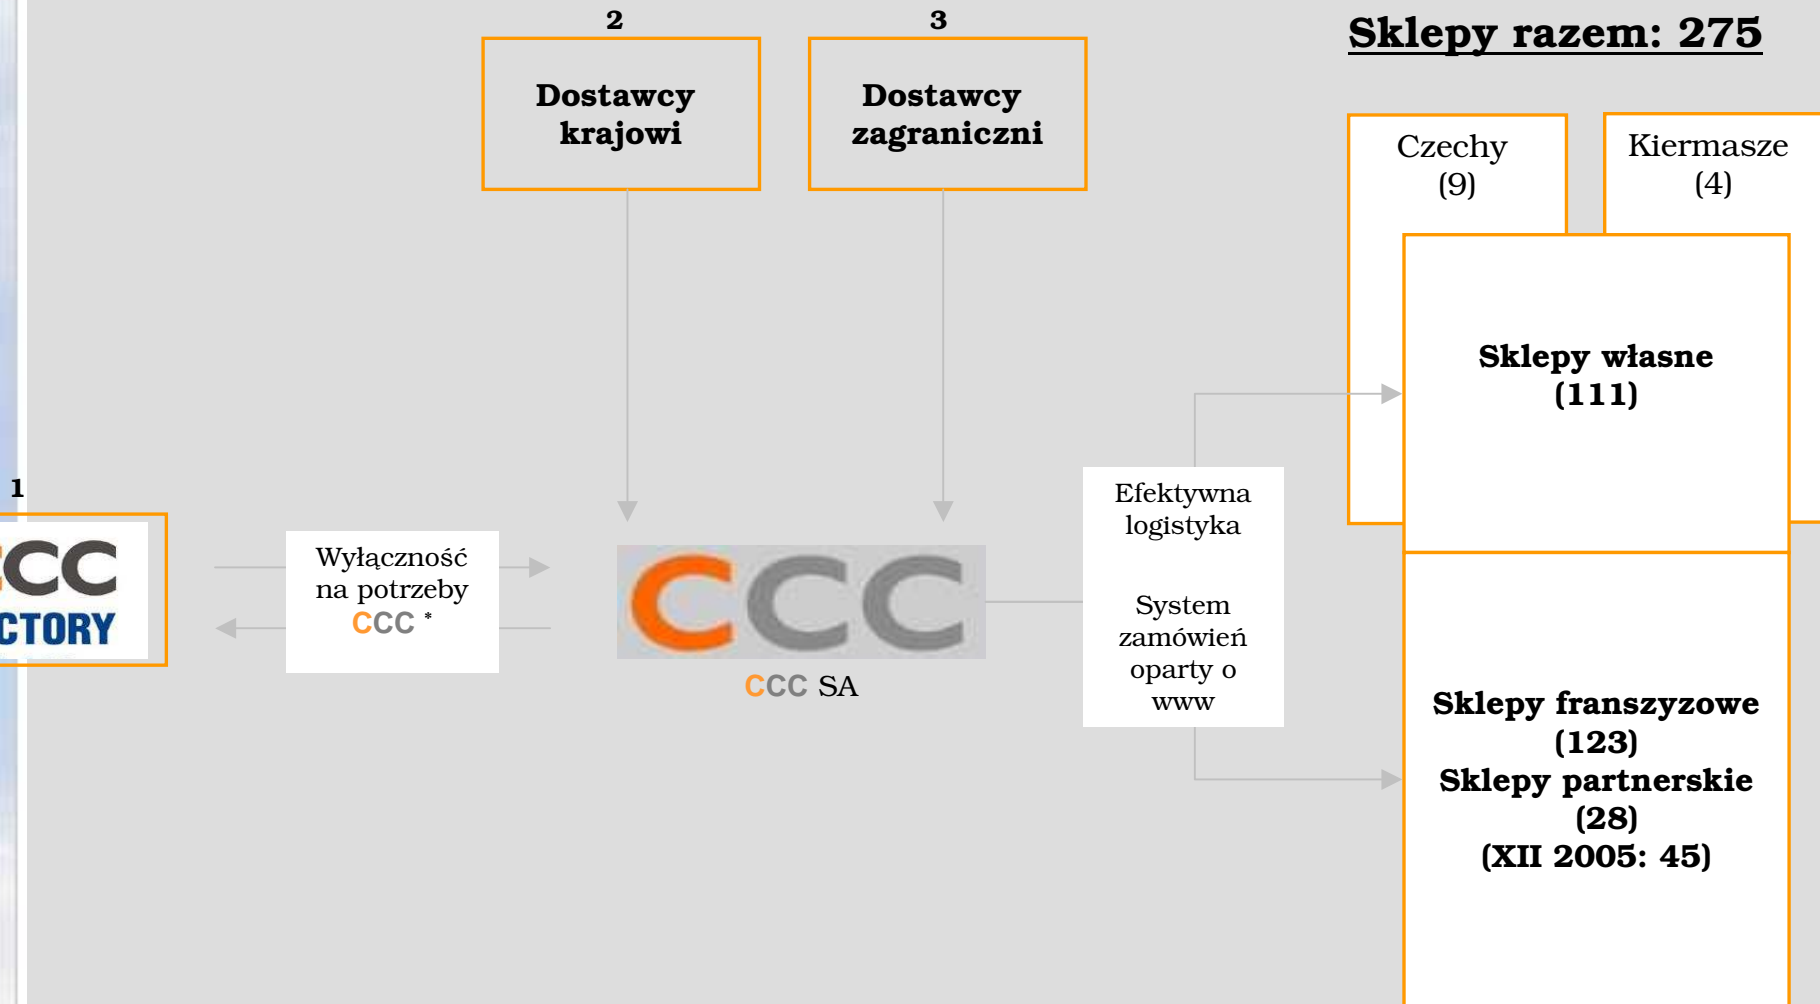 2
3
Sklepy razem: 275
Dostawcy
krajowi
Dostawcy
zagraniczni
Czechy
(9)
Kiermasze
(4)
Sklepy własne
(111)
1
CC
CTORY
Wyłączność
na potrzeby
CCC *
CCC
CCC SA
Efektywna
logistyka
System
zamówień
oparty o
www
Sklepy franszyzowe
(123)
Sklepy partnerskie
(28)
(XII 2005: 45)